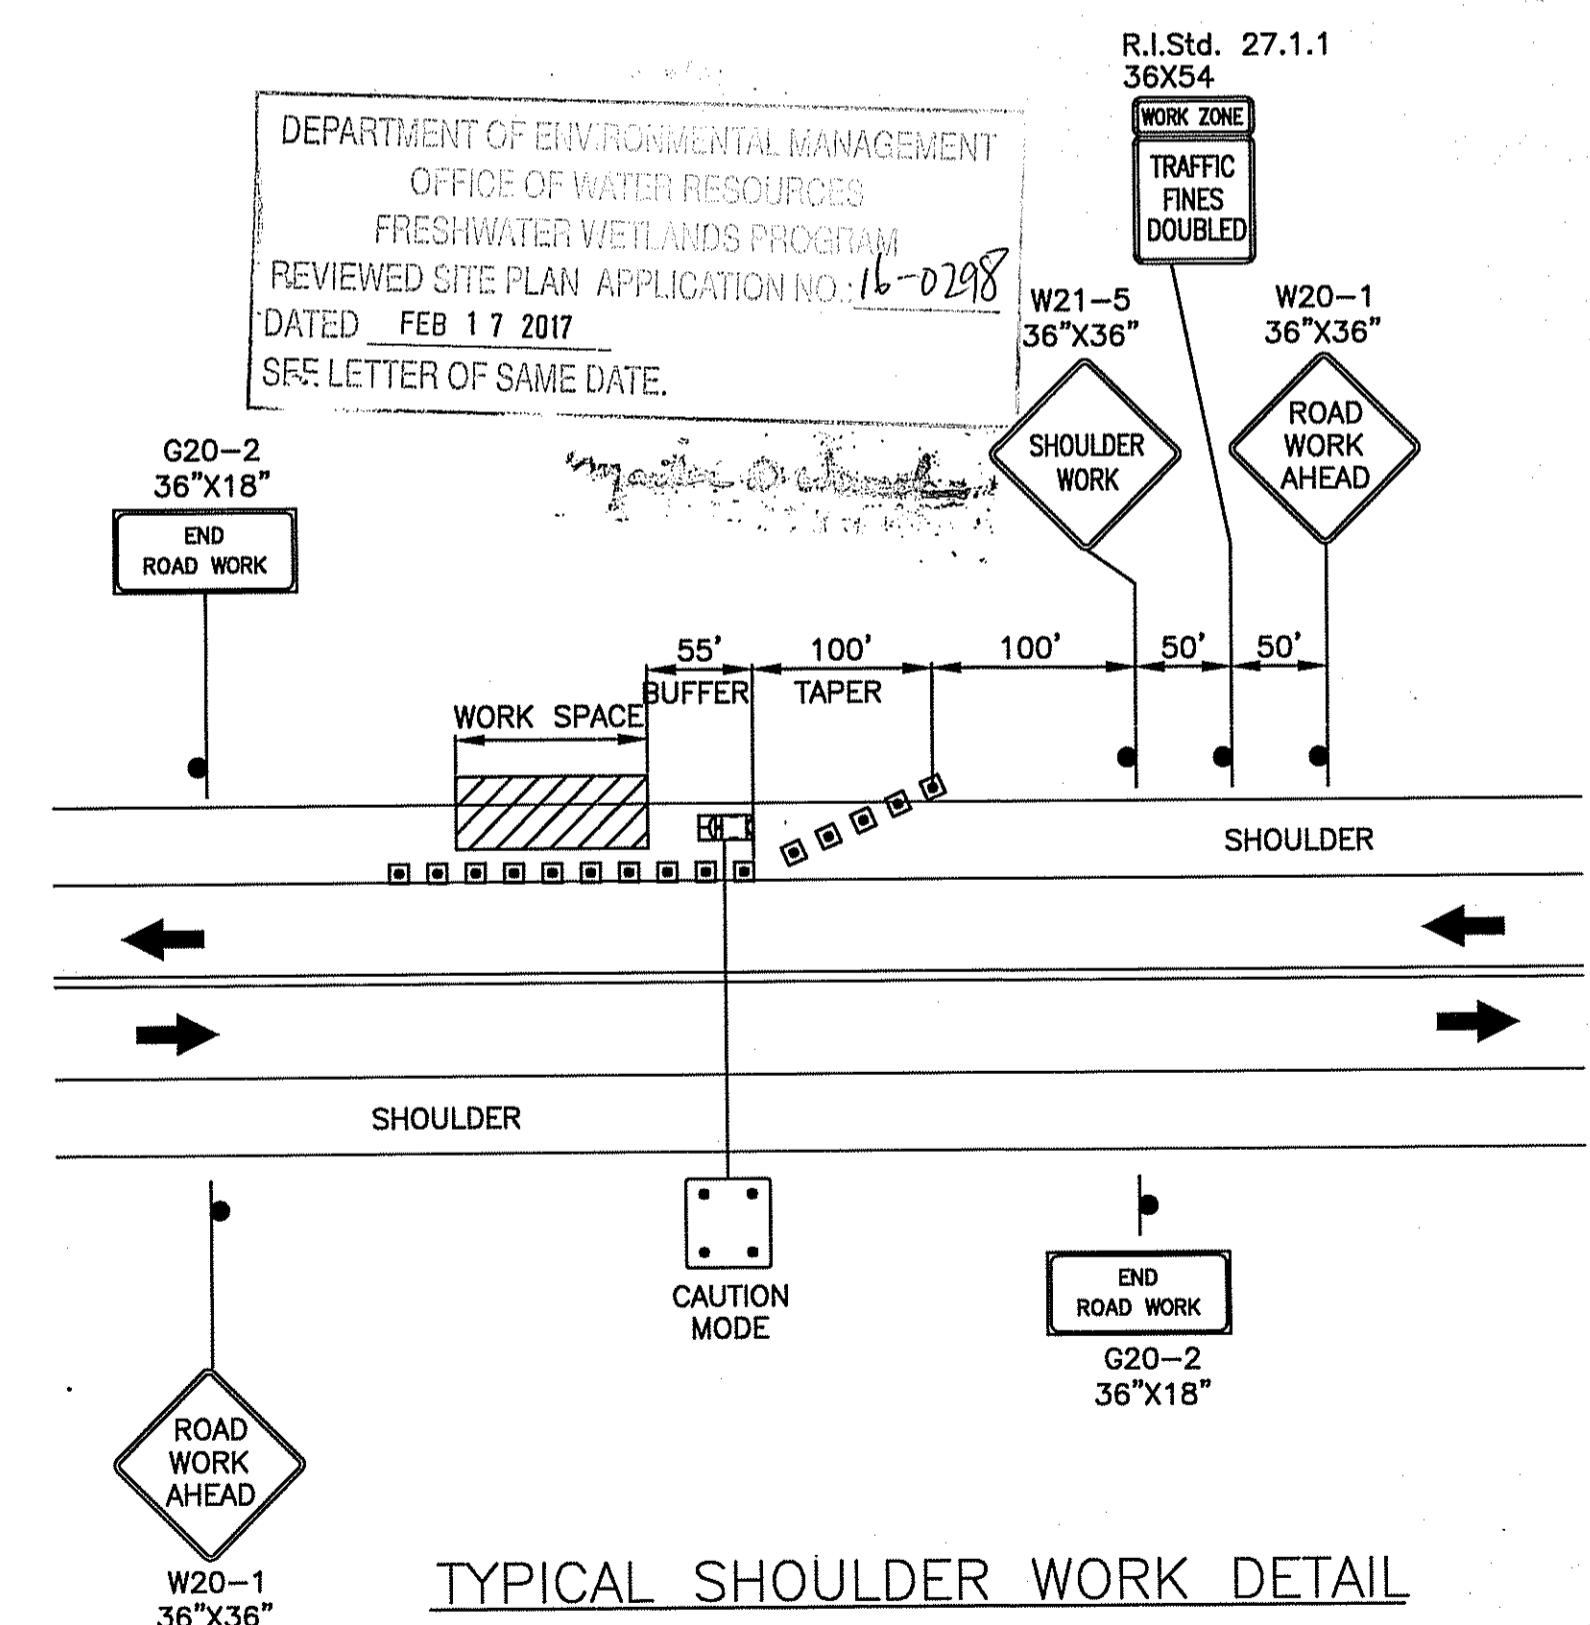 R.I.Std. 27.1.1
36X54
WORK ZONE
TRAFFIC
FINES
DOUBLED
DEPARTMENT OF ENVIRONMENTAL MANAGEMENT
OFFICE OF WATER RESOURCES
FRESHWATER WETLANDS PROGRAM
REVIEWED SITE PLAN APPLICATION NO.: 16-0298
DATED FEB 17 2017
SEE LETTER OF SAME DATE.
W21-5
36"X36"
SHOULDER
WORK
W20-1
36"X36"
ROAD
WORK
AHEAD
G20-2
36"X18"
END
ROAD WORK
55' 100' 100' 50' 50'
BUFFER TAPER
WORK SPACE
SHOULDER
SHOULDER
CAUTION
MODE
END
ROAD WORK
G20-2
36"X18"
ROAD
WORK
AHEAD
W20-1
36"X36"
TYPICAL SHOULDER WORK DETAIL